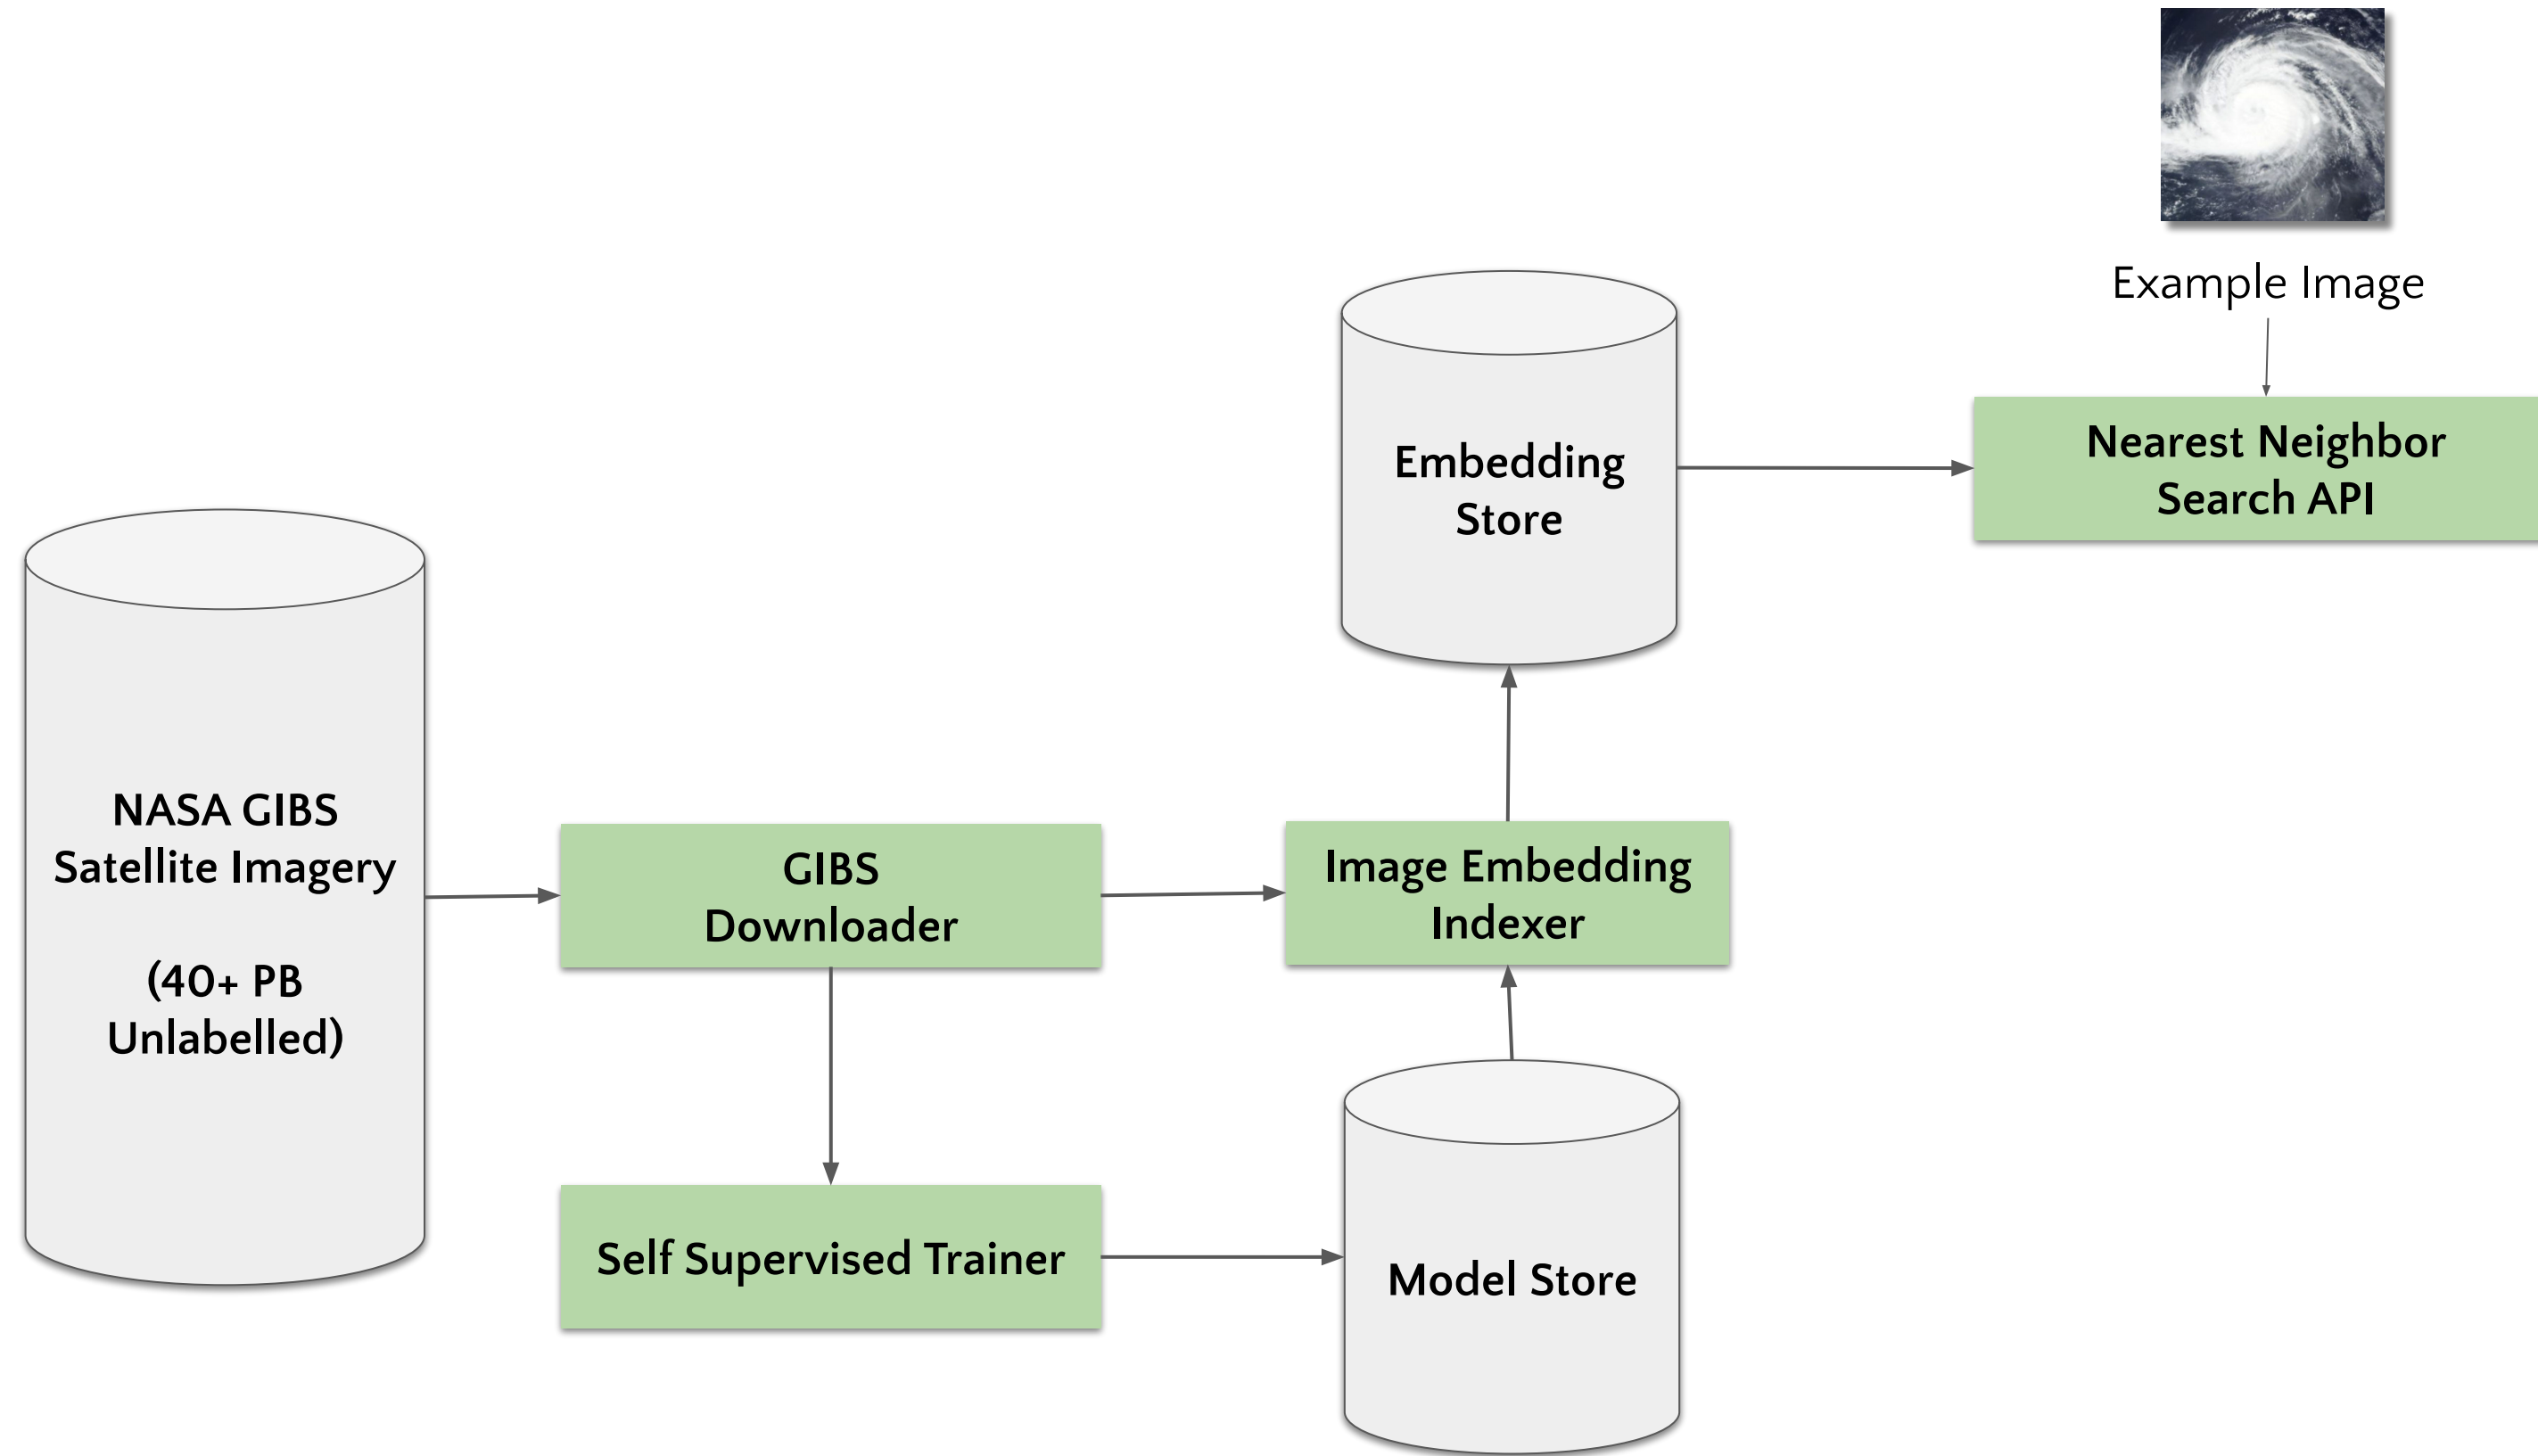 Example Image
Nearest Neighbor
Search API
Embedding
Store
NASA GIBS
Satellite Imagery
(40+ PB
Unlabelled)
GIBS
Downloader
Image Embedding
Indexer
Self Supervised Trainer
Model Store